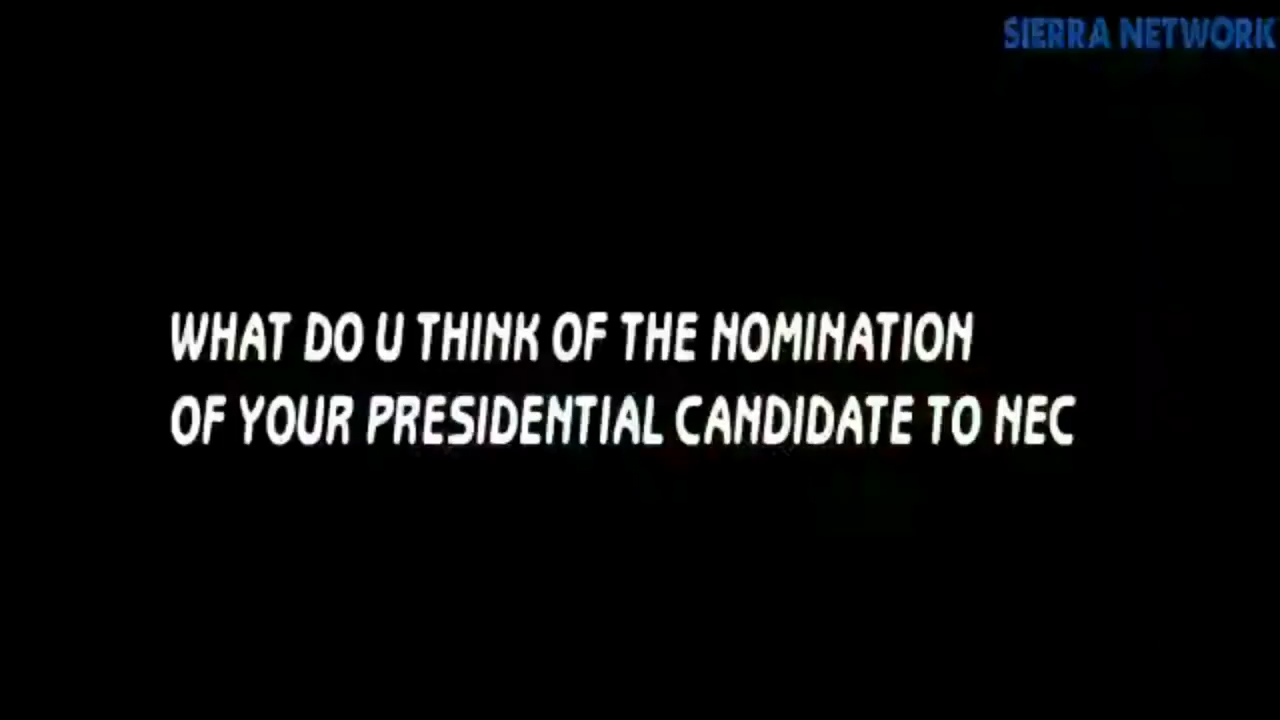 SIERRA NETWORK
WHAT DO U THINK OF THE NOMINATION
OF YOUR PRESIDENTIAL CANDIDATE TO NEC